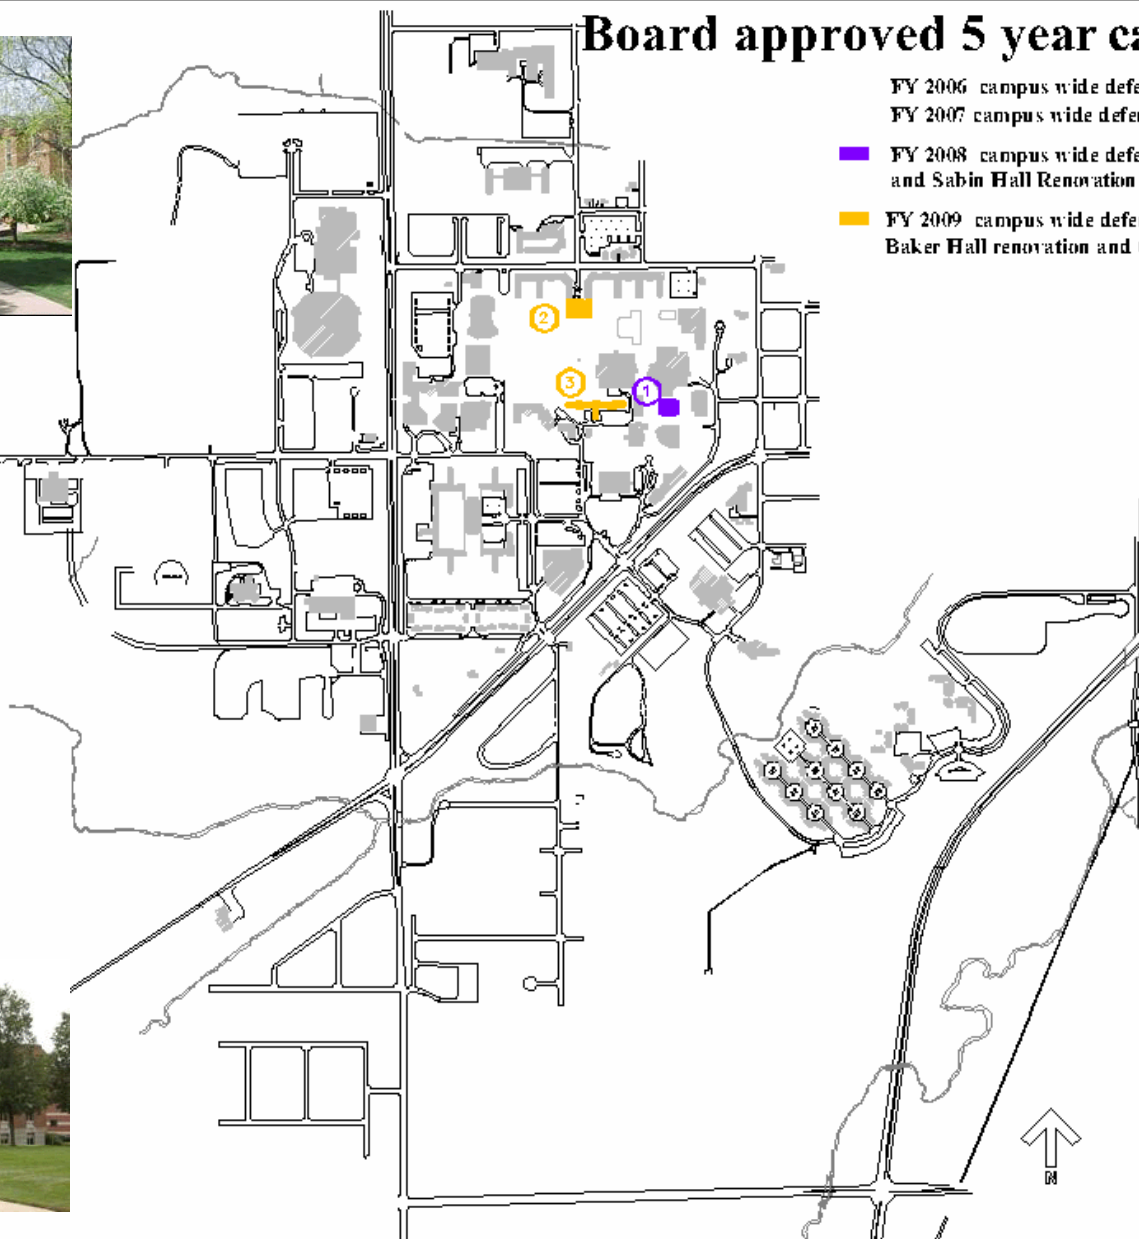 Board approved 5 year ca
FY 2006 campus wide defe
FY 2007 campus wide defe
FY 2008 campus wide defe
and Sabin Hall Renovation
FY 2009 campus wide defe
Baker Hall renovation and
2
3
1
N